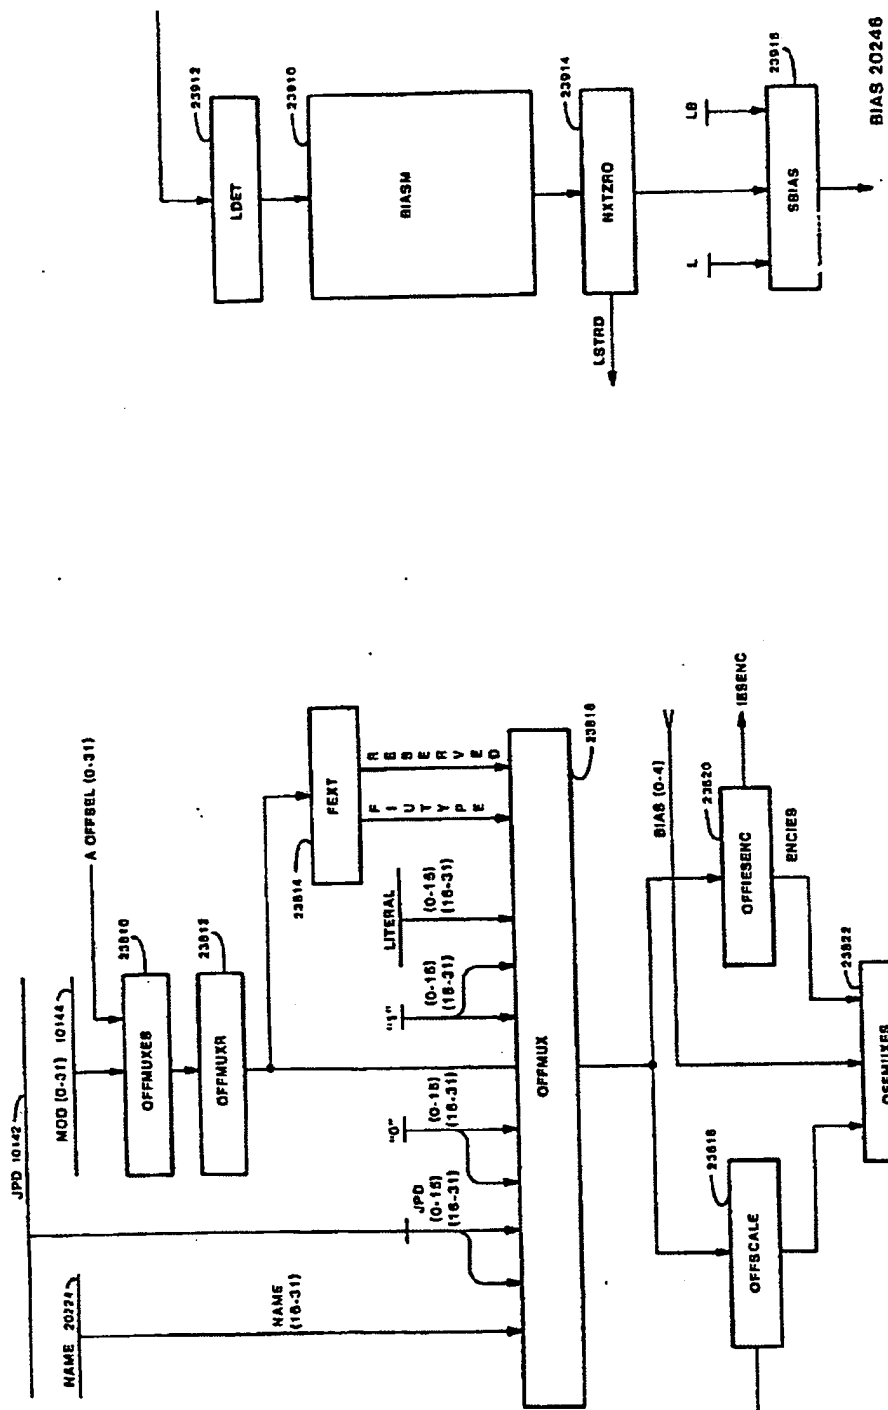 JPD 10142
NAME 20224
MOD (0-31) 10144
A OFFSEL (0-31)
23810
OFFMUXES
23812
OFFMUXR
23814
FEXT
NAME
(16-31)
JPD
(0-15)
(16-31)
"0"
(0-15)
(16-31)
"1"
(0-15)
(16-31)
LITERAL
(0-15)
(16-31)
FIUTYPE
RESERVED
OFFMUX
23816
BIAS (0-4)
23818
OFFSCALE
23820
OFFIESENC
IESENC
ENCIES
23822
23912
LDET
23910
BIASM
23914
NXTZRO
LSTRD
L
LB
23916
SBIAS
BIAS 20246